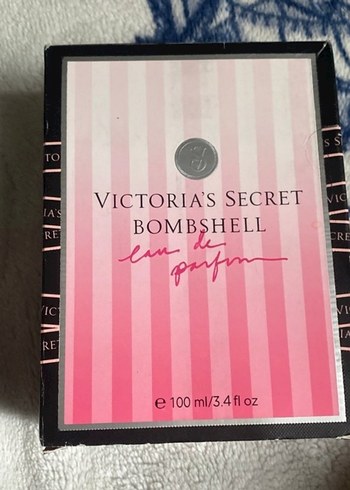 VICTORIA'S SECRET
BOMBSHELL
eau de
parfum
e 100 ml/3.4 fl oz